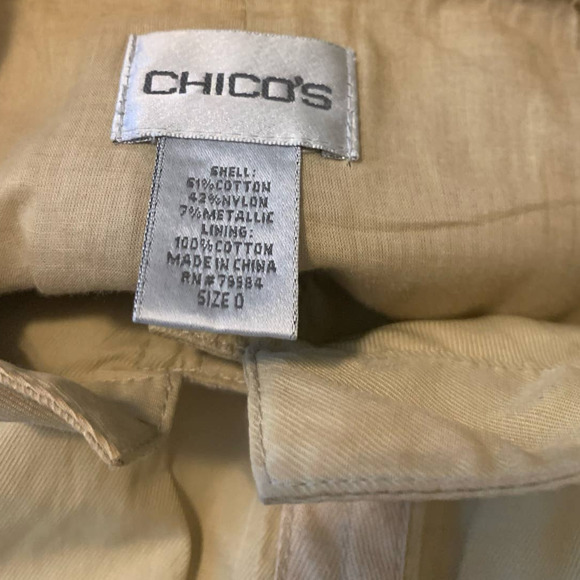 CHICO'S
SHELL:
51%COTTON
42%NYLON
7%METALLIC
LINING:
100%COTTON
MADE IN CHINA
RN#79984
SIZE 0